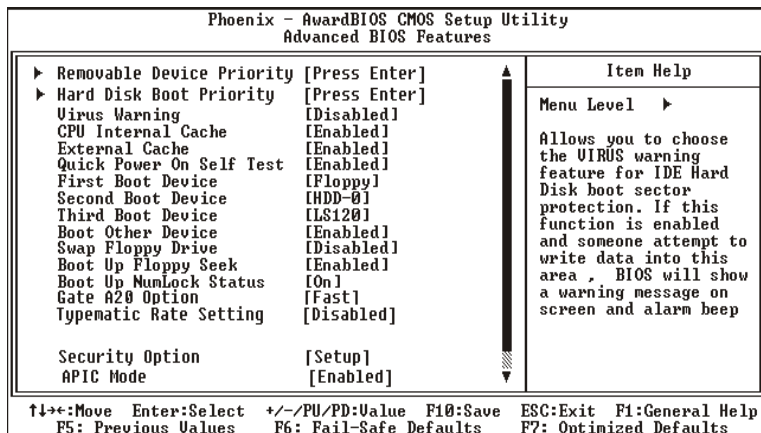 Phoenix - AwardBIOS CMOS Setup Utility
Advanced BIOS Features
Removable Device Priority [Press Enter]
Hard Disk Boot Priority [Press Enter]
Virus Warning [Disabled]
CPU Internal Cache [Enabled]
External Cache [Enabled]
Quick Power On Self Test [Enabled]
First Boot Device [Floppy]
Second Boot Device [HDD-0]
Third Boot Device [LS120]
Boot Other Device [Enabled]
Swap Floppy Drive [Disabled]
Boot Up Floppy Seek [Enabled]
Boot Up NumLock Status [On]
Gate A20 Option [Fast]
Typematic Rate Setting [Disabled]
Security Option [Setup]
APIC Mode [Enabled]
Item Help
Menu Level
Allows you to choose
the VIRUS warning
feature for IDE Hard
Disk boot sector
protection. If this
function is enabled
and someone attempt to
write data into this
area , BIOS will show
a warning message on
screen and alarm beep
↑↓→←:Move Enter:Select +/-/PU/PD:Value F10:Save ESC:Exit F1:General Help
F5: Previous Values F6: Fail-Safe Defaults F7: Optimized Defaults